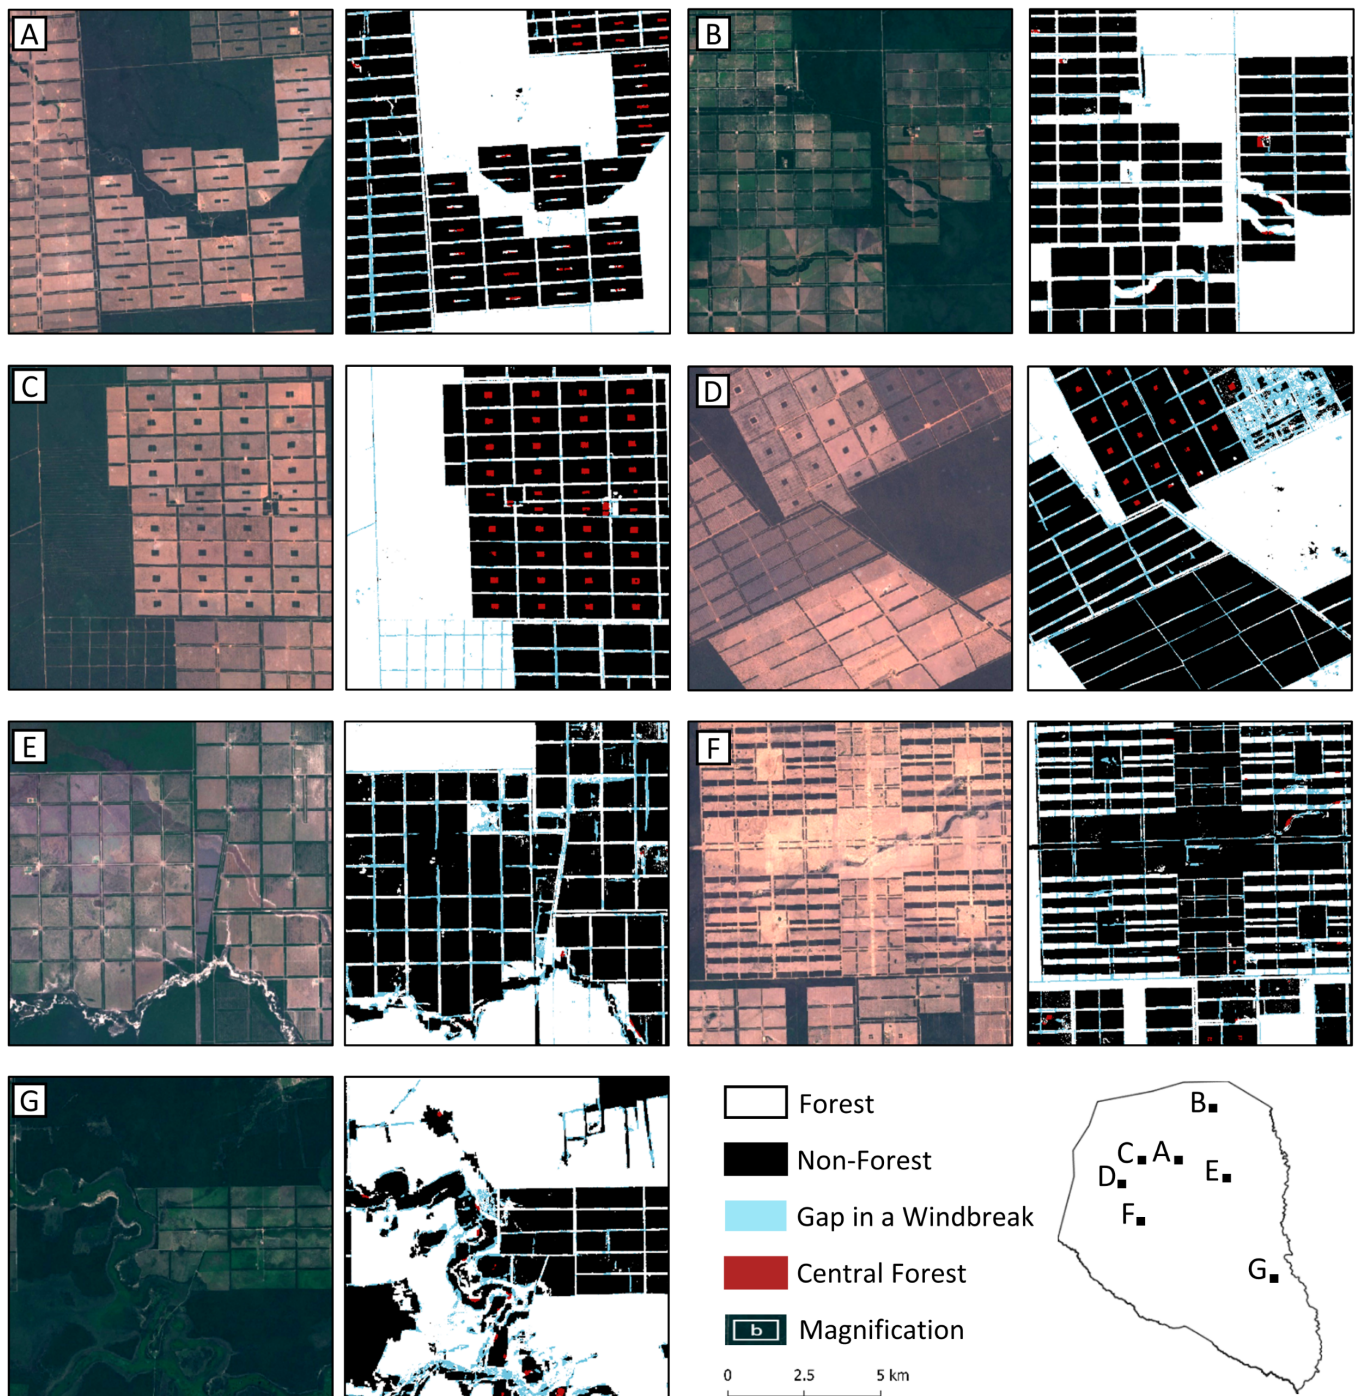 A
B
C
D
E
F
G
Forest
Non-Forest
Gap in a Windbreak
Central Forest
b Magnification
0 2.5 5 km
B
C A
D E
F
G